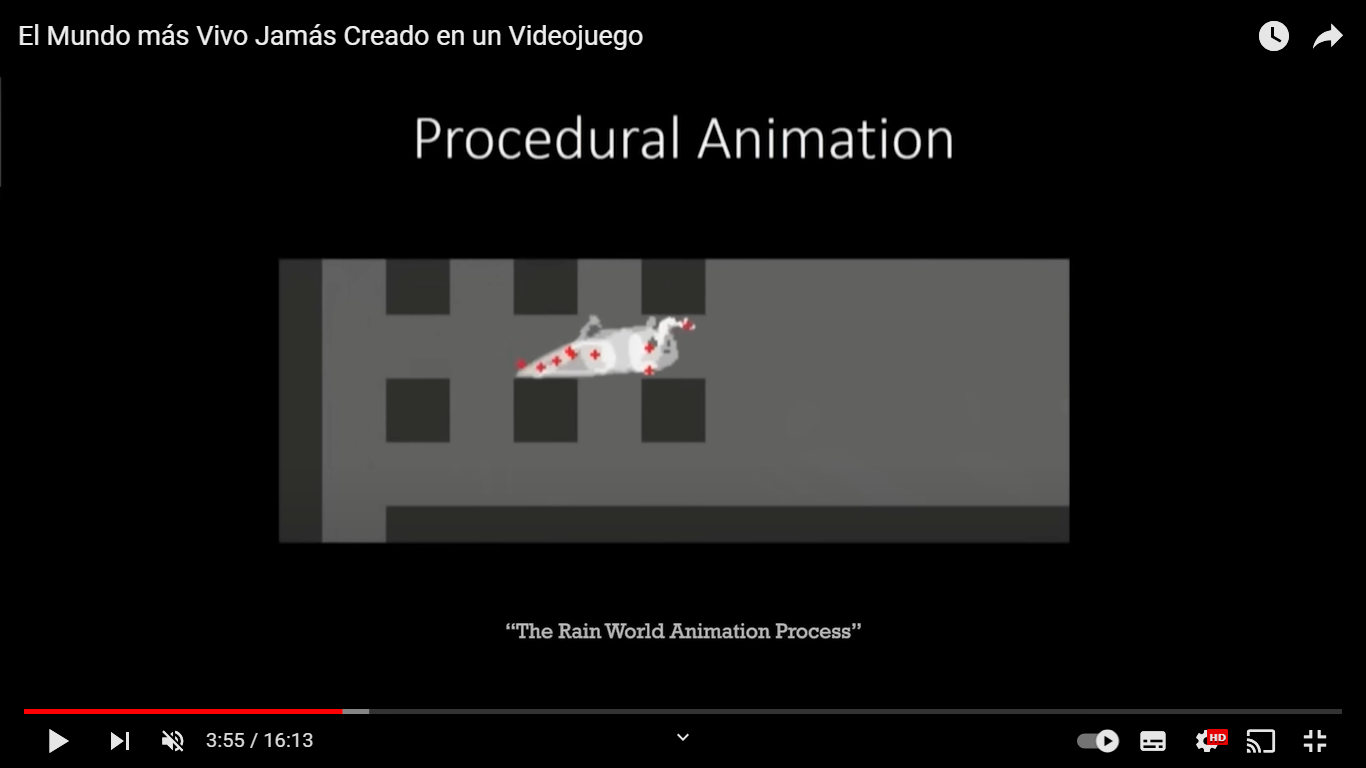 El Mundo más Vivo Jamás Creado en un Videojuego
Procedural Animation
“The Rain World Animation Process”
3:55 / 16:13
HD